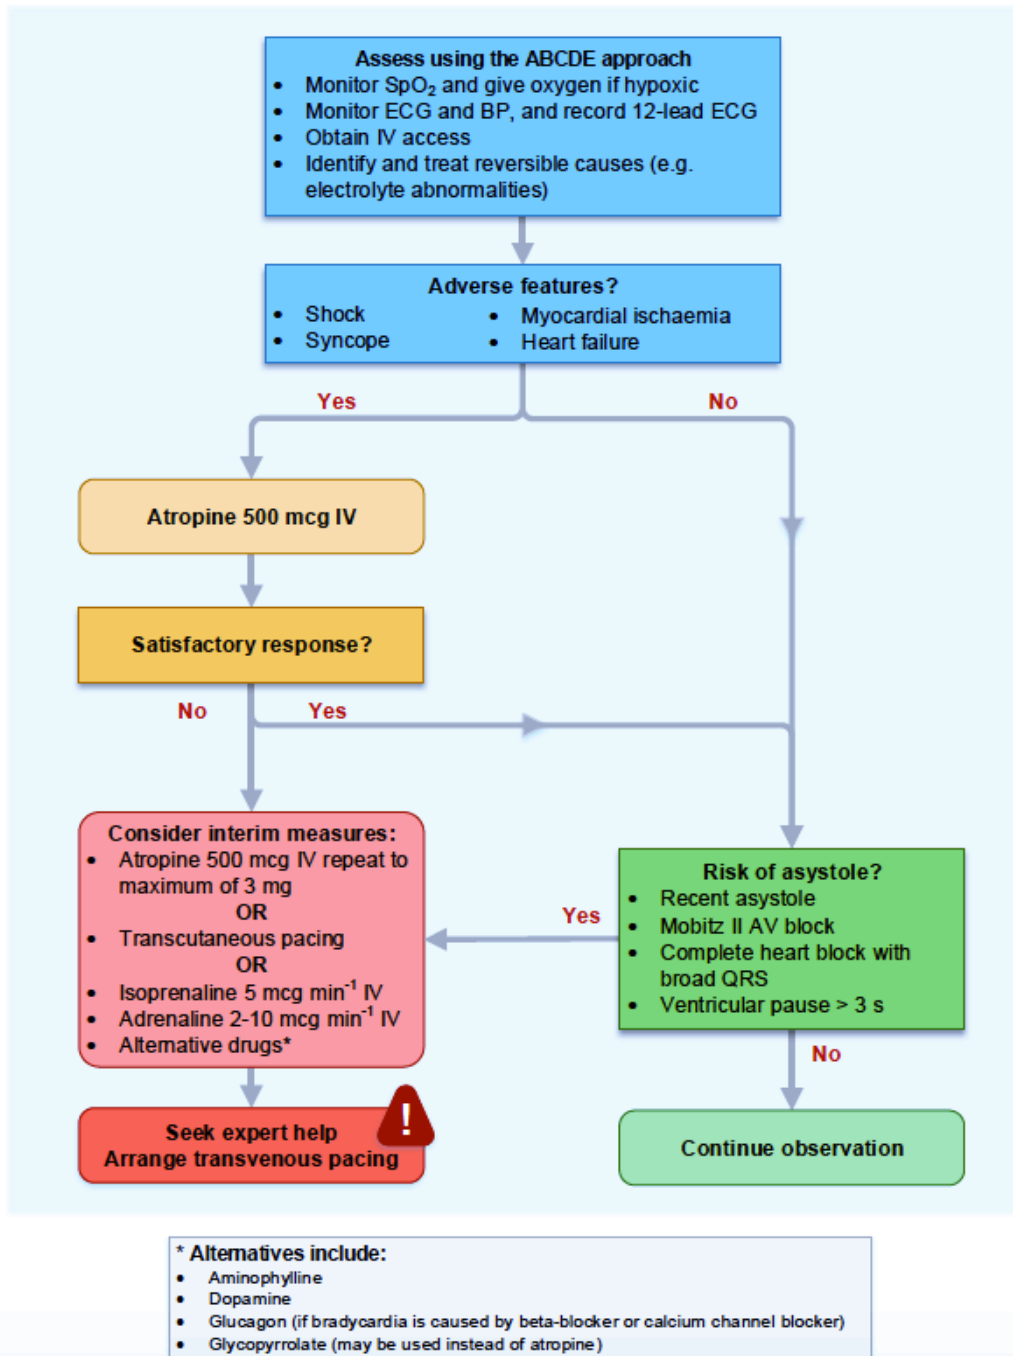 Assess using the ABCDE approach
• Monitor SpO₂ and give oxygen if hypoxic
• Monitor ECG and BP, and record 12-lead ECG
• Obtain IV access
• Identify and treat reversible causes (e.g.
electrolyte abnormalities)
Adverse features?
• Shock
• Syncope
• Myocardial ischaemia
• Heart failure
Yes
No
Atropine 500 mcg IV
Satisfactory response?
No
Yes
Consider interim measures:
• Atropine 500 mcg IV repeat to
maximum of 3 mg
OR
• Transcutaneous pacing
OR
• Isoprenaline 5 mcg min⁻¹ IV
• Adrenaline 2-10 mcg min⁻¹ IV
• Alternative drugs*
Yes
Risk of asystole?
• Recent asystole
• Mobitz II AV block
• Complete heart block with
broad QRS
• Ventricular pause > 3 s
No
!
Seek expert help
Arrange transvenous pacing
Continue observation
* Alternatives include:
• Aminophylline
• Dopamine
• Glucagon (if bradycardia is caused by beta-blocker or calcium channel blocker)
• Glycopyrrolate (may be used instead of atropine)